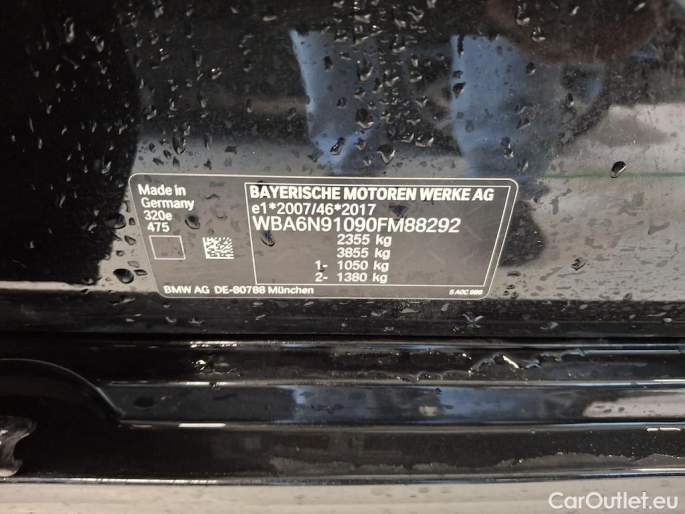 Made in
Germany
320e
475
BAYERISCHE MOTOREN WERKE AG
e1*2007/46*2017
WBA6N91090FM88292
2355 kg
3855 kg
1- 1050 kg
2- 1380 kg
BMW AG DE-80788 München
CarOutlet.eu